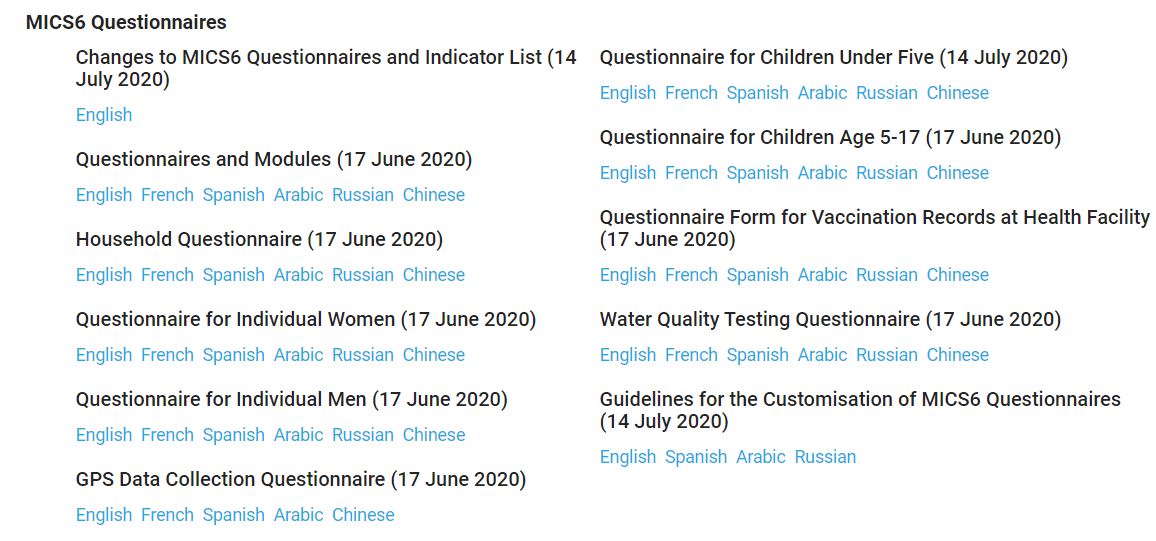 MICS6 Questionnaires
Changes to MICS6 Questionnaires and Indicator List (14
July 2020)
English
Questionnaires and Modules (17 June 2020)
English French Spanish Arabic Russian Chinese
Household Questionnaire (17 June 2020)
English French Spanish Arabic Russian Chinese
Questionnaire for Individual Women (17 June 2020)
English French Spanish Arabic Russian Chinese
Questionnaire for Individual Men (17 June 2020)
English French Spanish Arabic Russian Chinese
GPS Data Collection Questionnaire (17 June 2020)
English French Spanish Arabic Chinese
Questionnaire for Children Under Five (14 July 2020)
English French Spanish Arabic Russian Chinese
Questionnaire for Children Age 5-17 (17 June 2020)
English French Spanish Arabic Russian Chinese
Questionnaire Form for Vaccination Records at Health Facility
(17 June 2020)
English French Spanish Arabic Russian Chinese
Water Quality Testing Questionnaire (17 June 2020)
English French Spanish Arabic Russian Chinese
Guidelines for the Customisation of MICS6 Questionnaires
(14 July 2020)
English Spanish Arabic Russian